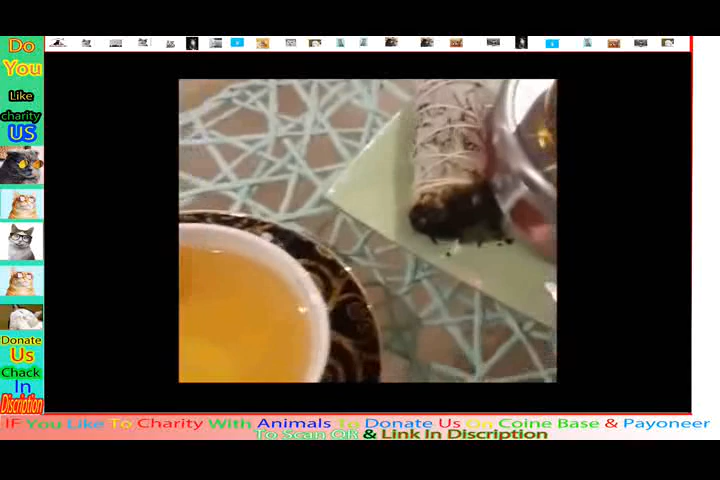 Do
You
Like
charity
US
Donate
Us
Chack
In
Discription
IF You Like To Charity With Animals To Donate Us On Coine Base & Payoneer
To Scan QR & Link In Discription